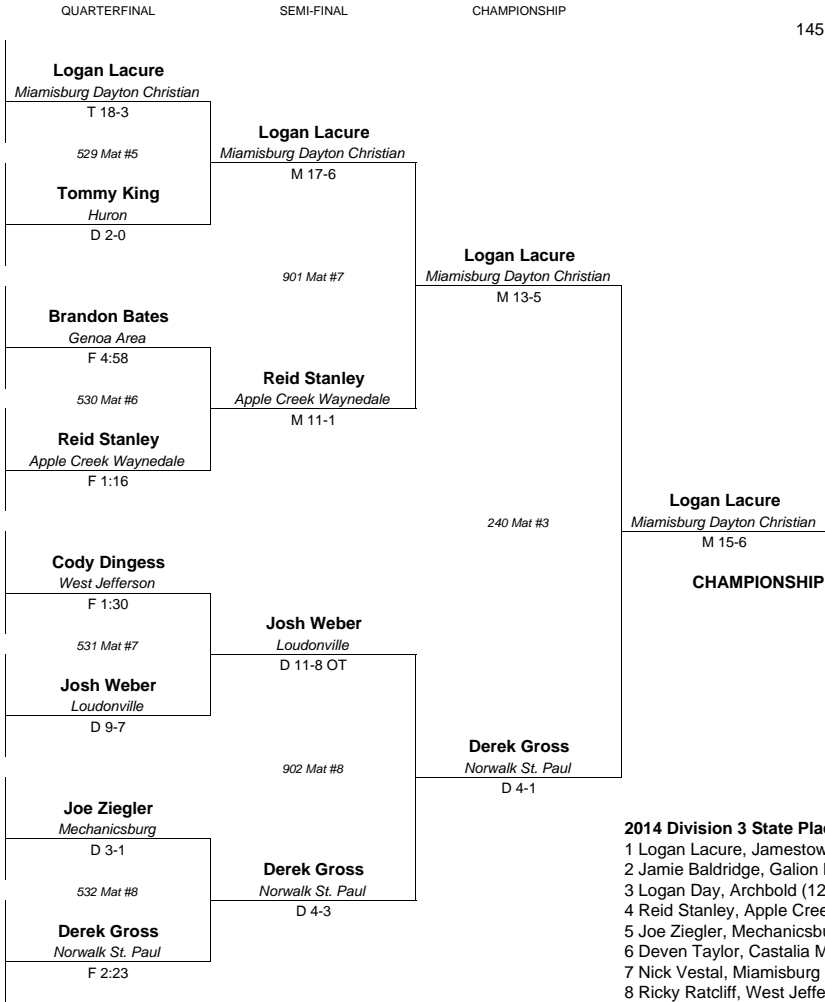 QUARTERFINAL
SEMI-FINAL
CHAMPIONSHIP
145
Logan Lacure
Miamisburg Dayton Christian
T 18-3
529 Mat #5
Tommy King
Huron
D 2-0
Brandon Bates
Genoa Area
F 4:58
530 Mat #6
Reid Stanley
Apple Creek Waynedale
F 1:16
Cody Dingess
West Jefferson
F 1:30
531 Mat #7
Josh Weber
Loudonville
D 9-7
Joe Ziegler
Mechanicsburg
D 3-1
532 Mat #8
Derek Gross
Norwalk St. Paul
F 2:23
Logan Lacure
Miamisburg Dayton Christian
M 17-6
901 Mat #7
Reid Stanley
Apple Creek Waynedale
M 11-1
Josh Weber
Loudonville
D 11-8 OT
902 Mat #8
Derek Gross
Norwalk St. Paul
D 4-3
Logan Lacure
Miamisburg Dayton Christian
M 13-5
240 Mat #3
Derek Gross
Norwalk St. Paul
D 4-1
Logan Lacure
Miamisburg Dayton Christian
M 15-6
CHAMPIONSHIP
2014 Division 3 State
1 Logan Lacure,
2 Jamie Baldridge, Galion
3 Logan Day, Archbold (12
4 Reid Stanley, Apple
5 Joe Ziegler,
6 Deven Taylor, Castalia
7 Nick Vestal, Miamisburg
8 Ricky Ratcliff, West